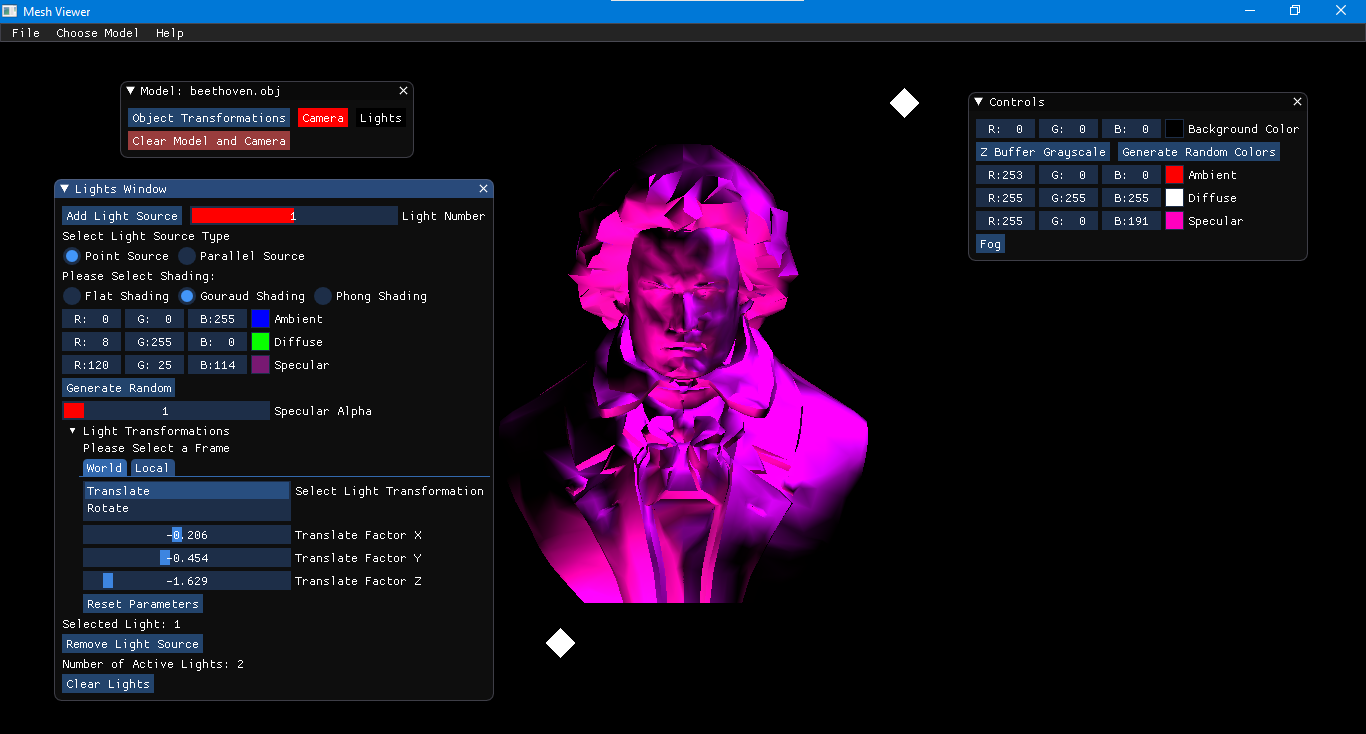 Mesh Viewer
File Choose Model Help
Model: beethoven.obj
Object Transformations Camera Lights
Clear Model and Camera
Lights Window
Add Light Source 1 Light Number
Select Light Source Type
Point Source Parallel Source
Please Select Shading:
Flat Shading Gouraud Shading Phong Shading
R: 0 G: 0 B:255 Ambient
R: 8 G:255 B: 0 Diffuse
R:120 G: 25 B:114 Specular
Generate Random
1 Specular Alpha
Light Transformations
Please Select a Frame
World Local
Translate Select Light Transformation
Rotate
-0.206 Translate Factor X
-0.454 Translate Factor Y
-1.629 Translate Factor Z
Reset Parameters
Selected Light: 1
Remove Light Source
Number of Active Lights: 2
Clear Lights
Controls
R: 0 G: 0 B: 0 Background Color
Z Buffer Grayscale Generate Random Colors
R:253 G: 0 B: 0 Ambient
R:255 G:255 B:255 Diffuse
R:255 G: 0 B:191 Specular
Fog